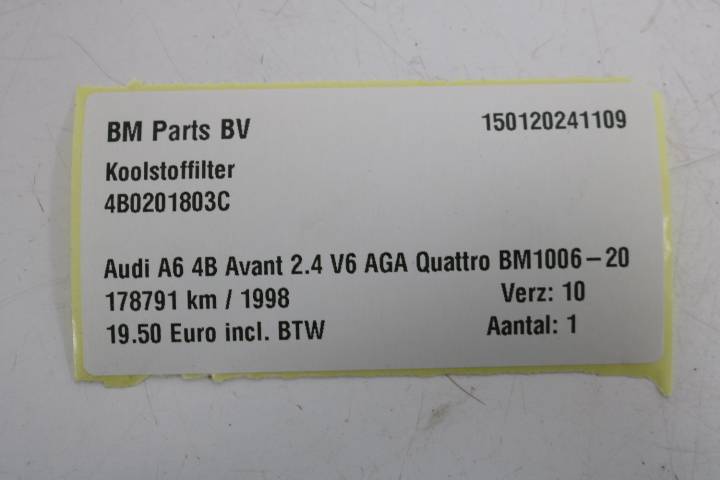 BM Parts BV 150120241109
Koolstoffilter
4B0201803C
Audi A6 4B Avant 2.4 V6 AGA Quattro BM1006-20
178791 km / 1998 Verz: 10
19.50 Euro incl. BTW Aantal: 1